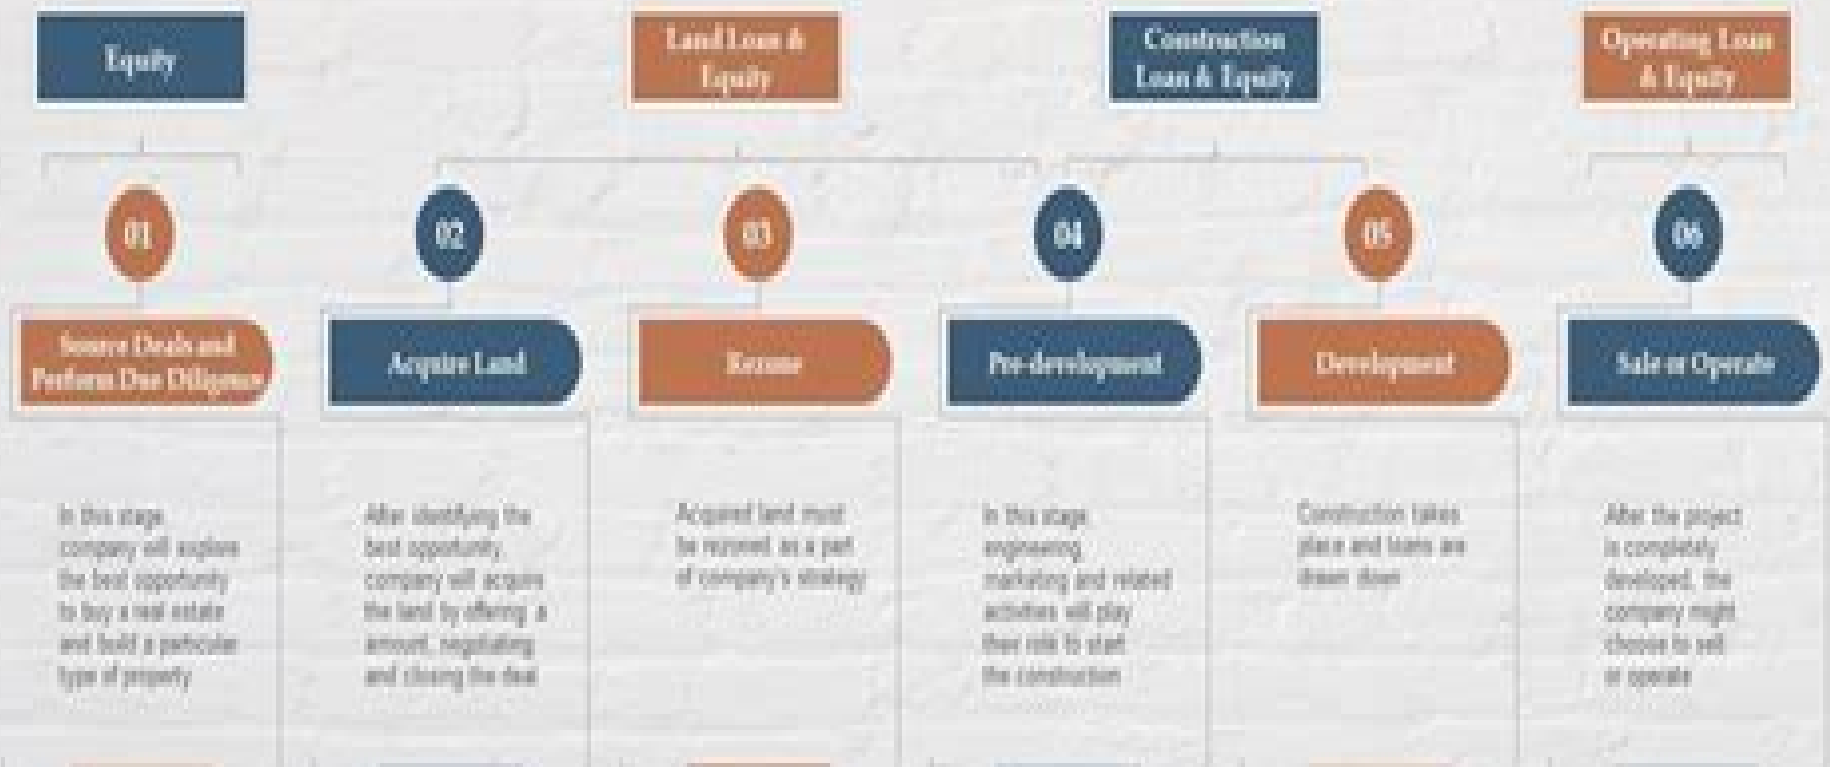 Equity
Land Loan &
Equity
Construction
Loan & Equity
Operating Loan
& Equity
01
02
03
04
05
06
Source Deals and
Perform Due Diligence
Acquire Land
Rezone
Pre-development
Development
Sale or Operate
In this stage
company will explore
the best opportunity
to buy a real estate
and build a particular
type of property
After identifying the
best opportunity,
company will acquire
the land by offering a
amount, negotiating
and closing the deal
Acquired land must
be rezoned as a part
of company's strategy
In this stage,
engineering,
marketing and related
activities will play
their role to start
the construction
Construction takes
place and loans are
drawn down
After the project
is completely
developed, the
company might
choose to sell
or operate